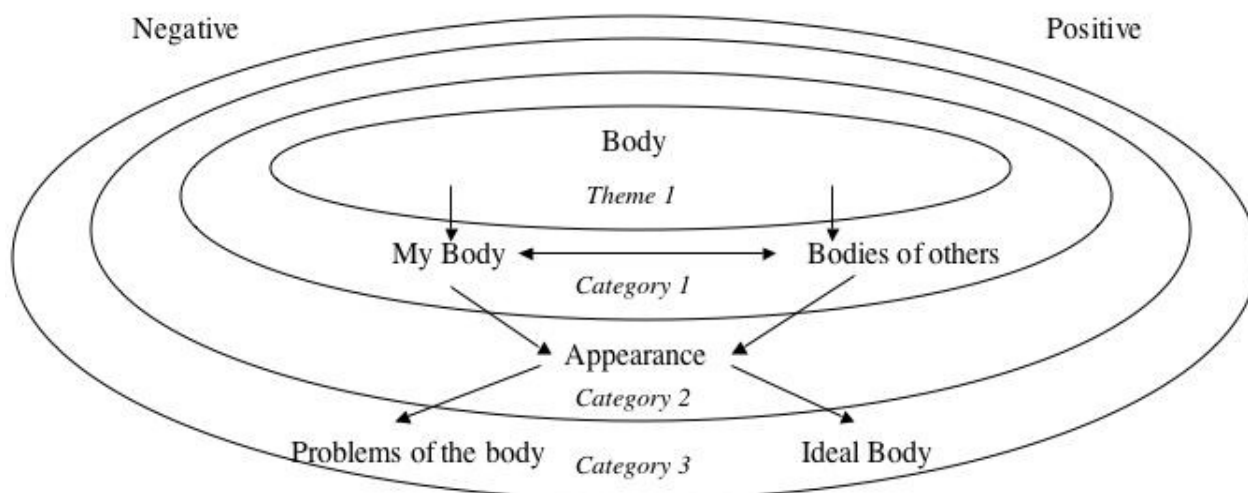 Negative
Positive
Body
Theme 1
My Body
Bodies of others
Category 1
Appearance
Category 2
Problems of the body
Ideal Body
Category 3